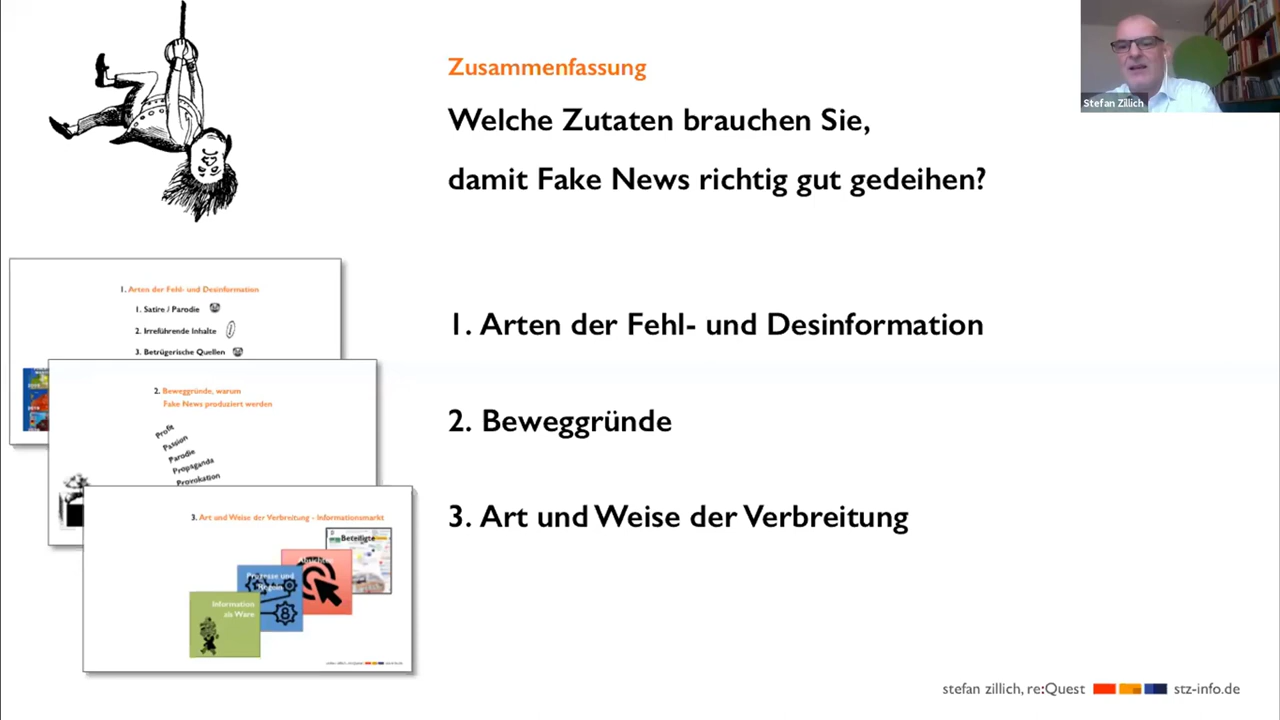 Zusammenfassung
Welche Zutaten brauchen Sie,
damit Fake News richtig gut gedeihen?
Stefan Zillich
1. Arten der Fehl- und Desinformation
1. Satire / Parodie
2. Irreführende Inhalte
3. Betrügerische Quellen
2. Beweggründe, warum
Fake News produziert werden
Profit
Passion
Parodie
Propaganda
Provokation
3. Art und Weise der Verbreitung - Informationsmarkt
Beteiligte
Prozesse und
Regeln
Information
als Ware
1. Arten der Fehl- und Desinformation
2. Beweggründe
3. Art und Weise der Verbreitung
stefan zillich, re:Quest stz-info.de